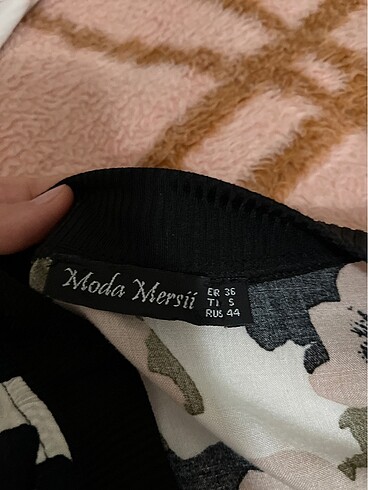 Moda Mersii
ER 36
TI S
RUS 44